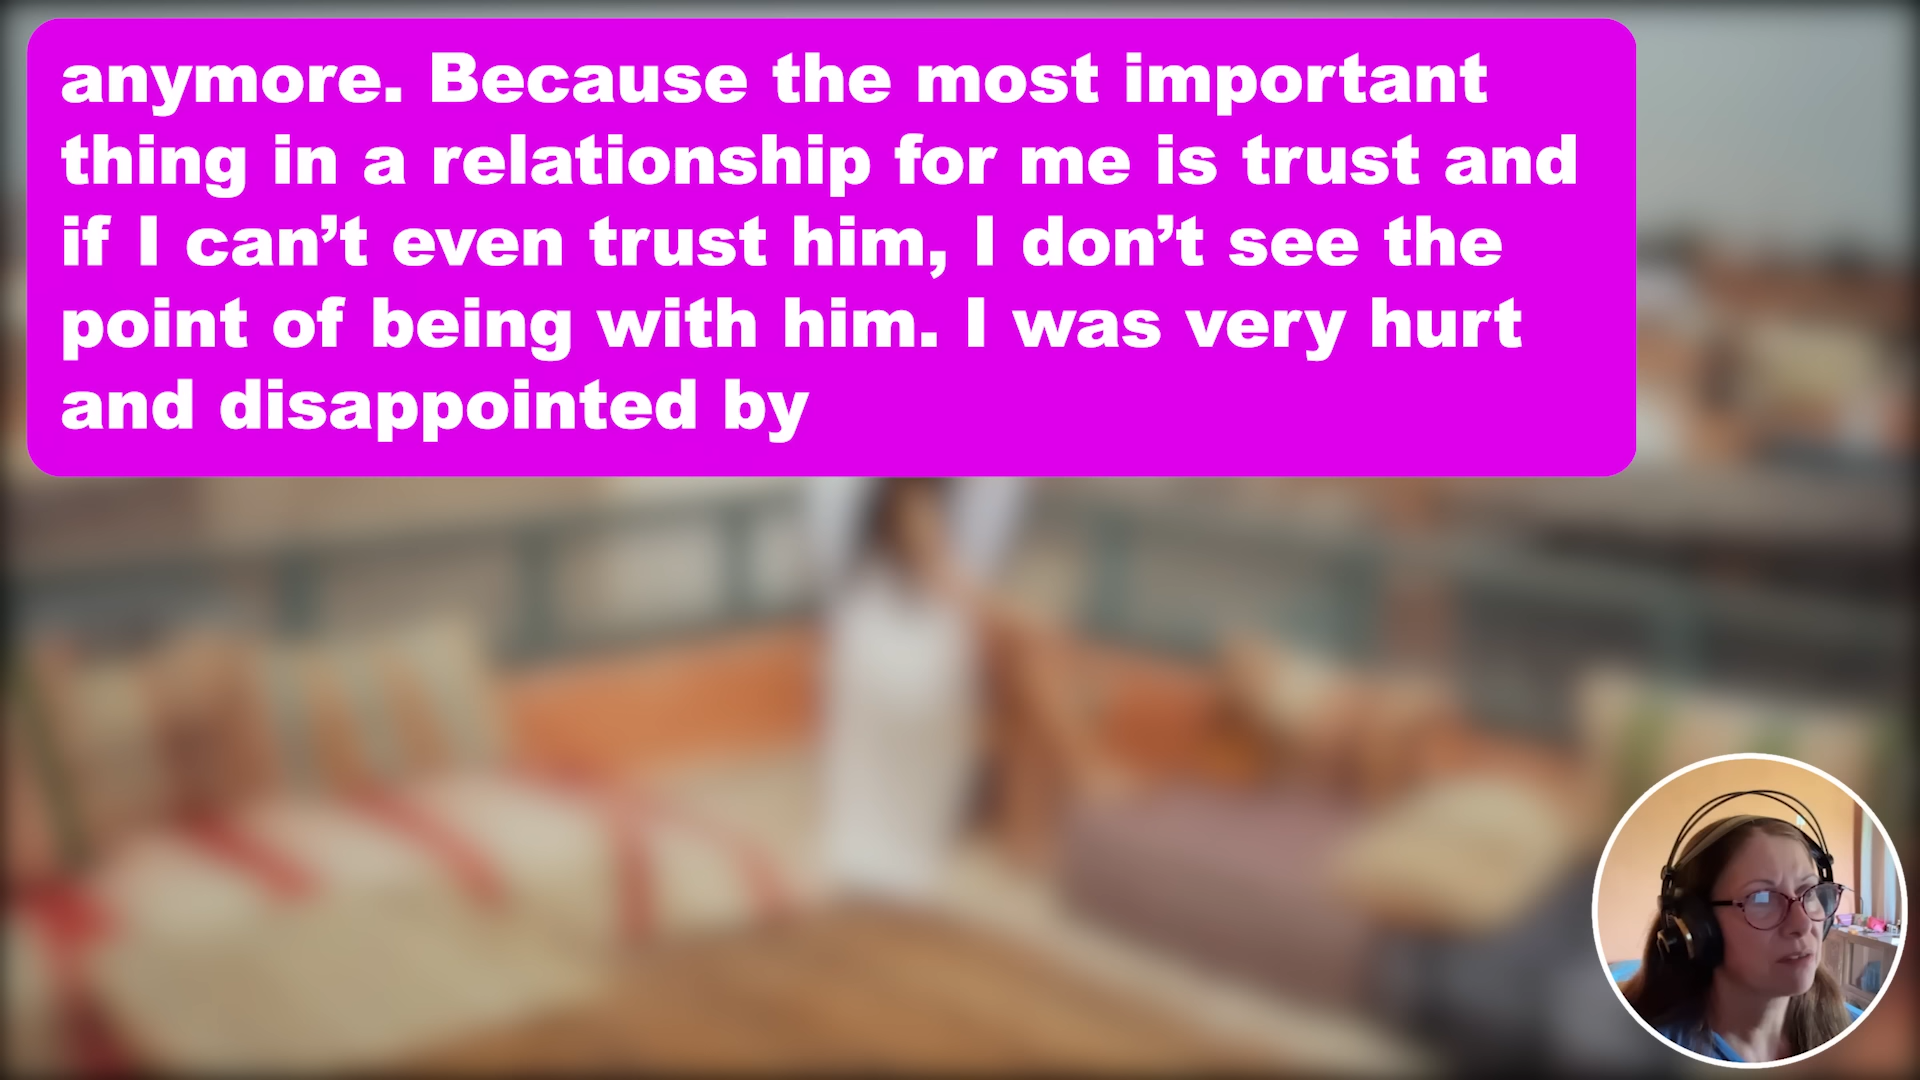 anymore. Because the most important
thing in a relationship for me is trust and
if I can’t even trust him, I don’t see the
point of being with him. I was very hurt
and disappointed by